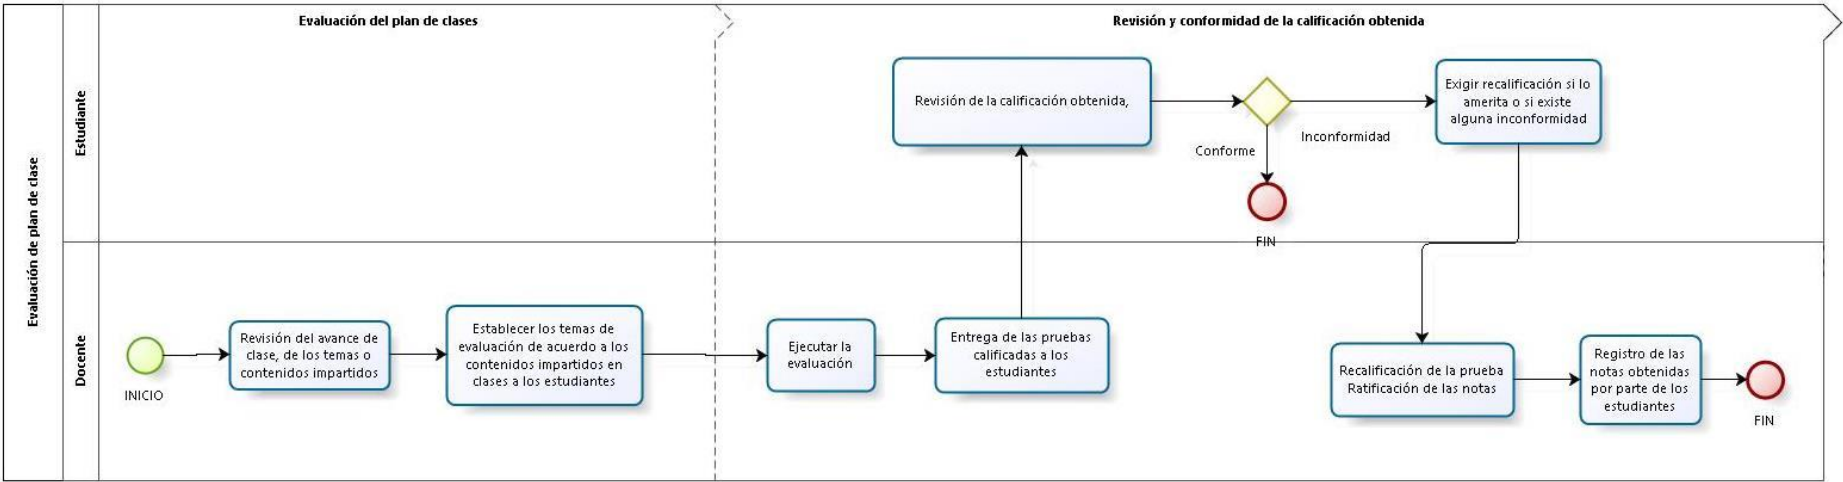 Evaluación del plan de clases
Revisión y conformidad de la calificación obtenida
Evaluación de plan de clase
Estudiante
Revisión de la calificación obtenida,
Conforme
Inconformidad
FIN
Exigir recalificación si lo
amerita o si existe
alguna inconformidad
Docente
INICIO
Revisión del avance de
clase, de los temas o
contenidos impartidos
Establecer los temas de
evaluación de acuerdo a los
contenidos impartidos en
clases a los estudiantes
Ejecutar la
evaluación
Entrega de las pruebas
calificadas a los
estudiantes
Recalificación de la prueba
Ratificación de las notas
Registro de las
notas obtenidas
por parte de los
estudiantes
FIN